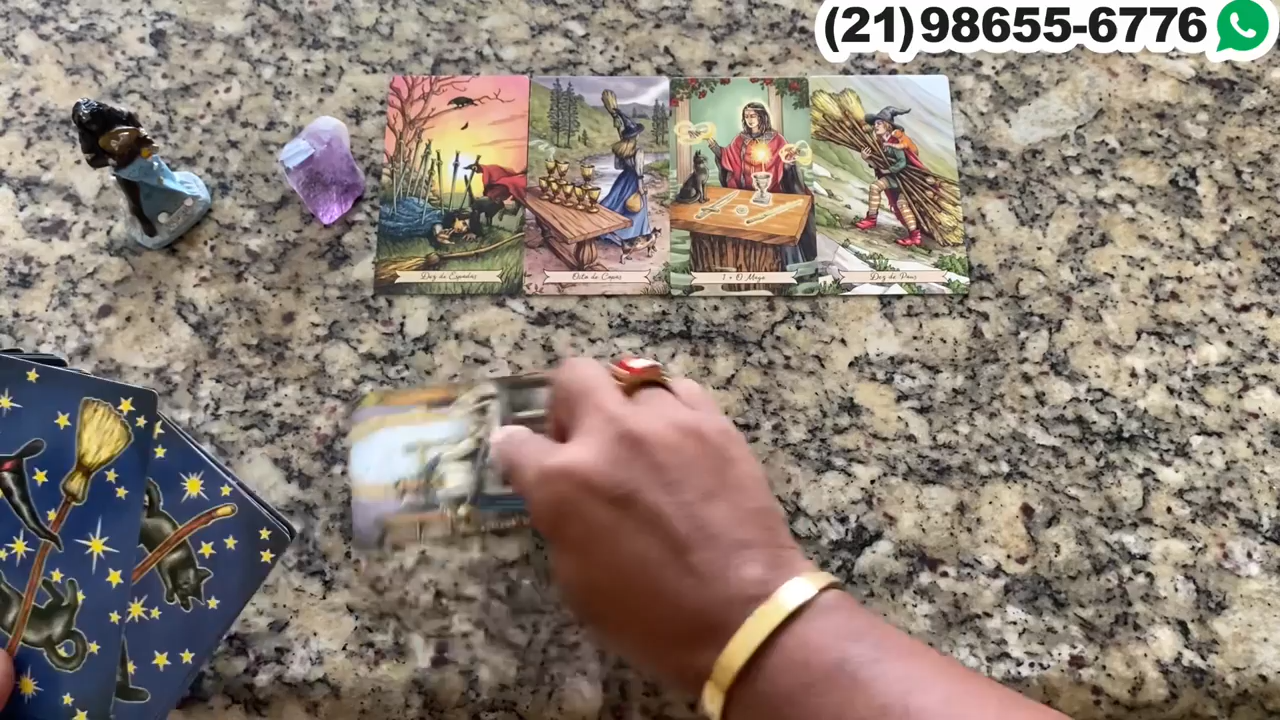 (21)98655-6776
Dez de Espadas
Oito de Copas
1 • O Mago
Dez de Paus